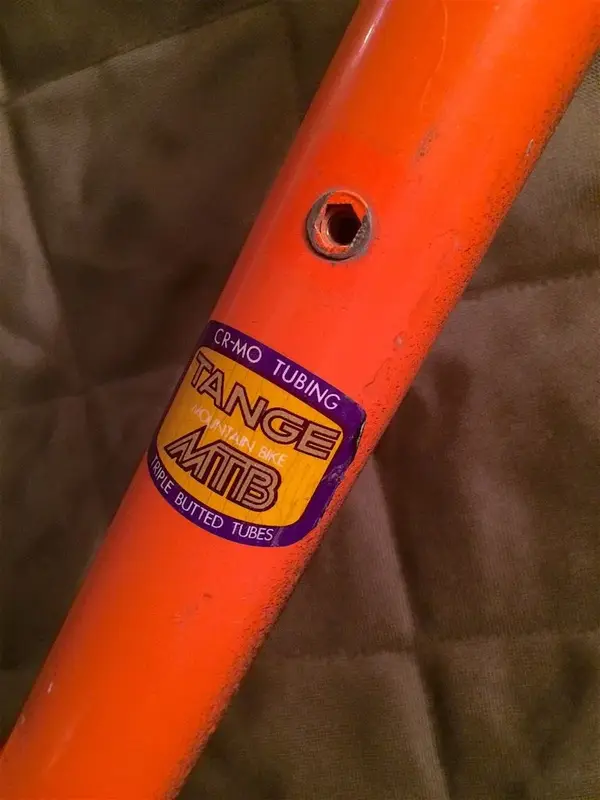 CR-MO TUBING
TANGE
MOUNTAIN BIKE
MTB
TRIPLE BUTTED TUBES